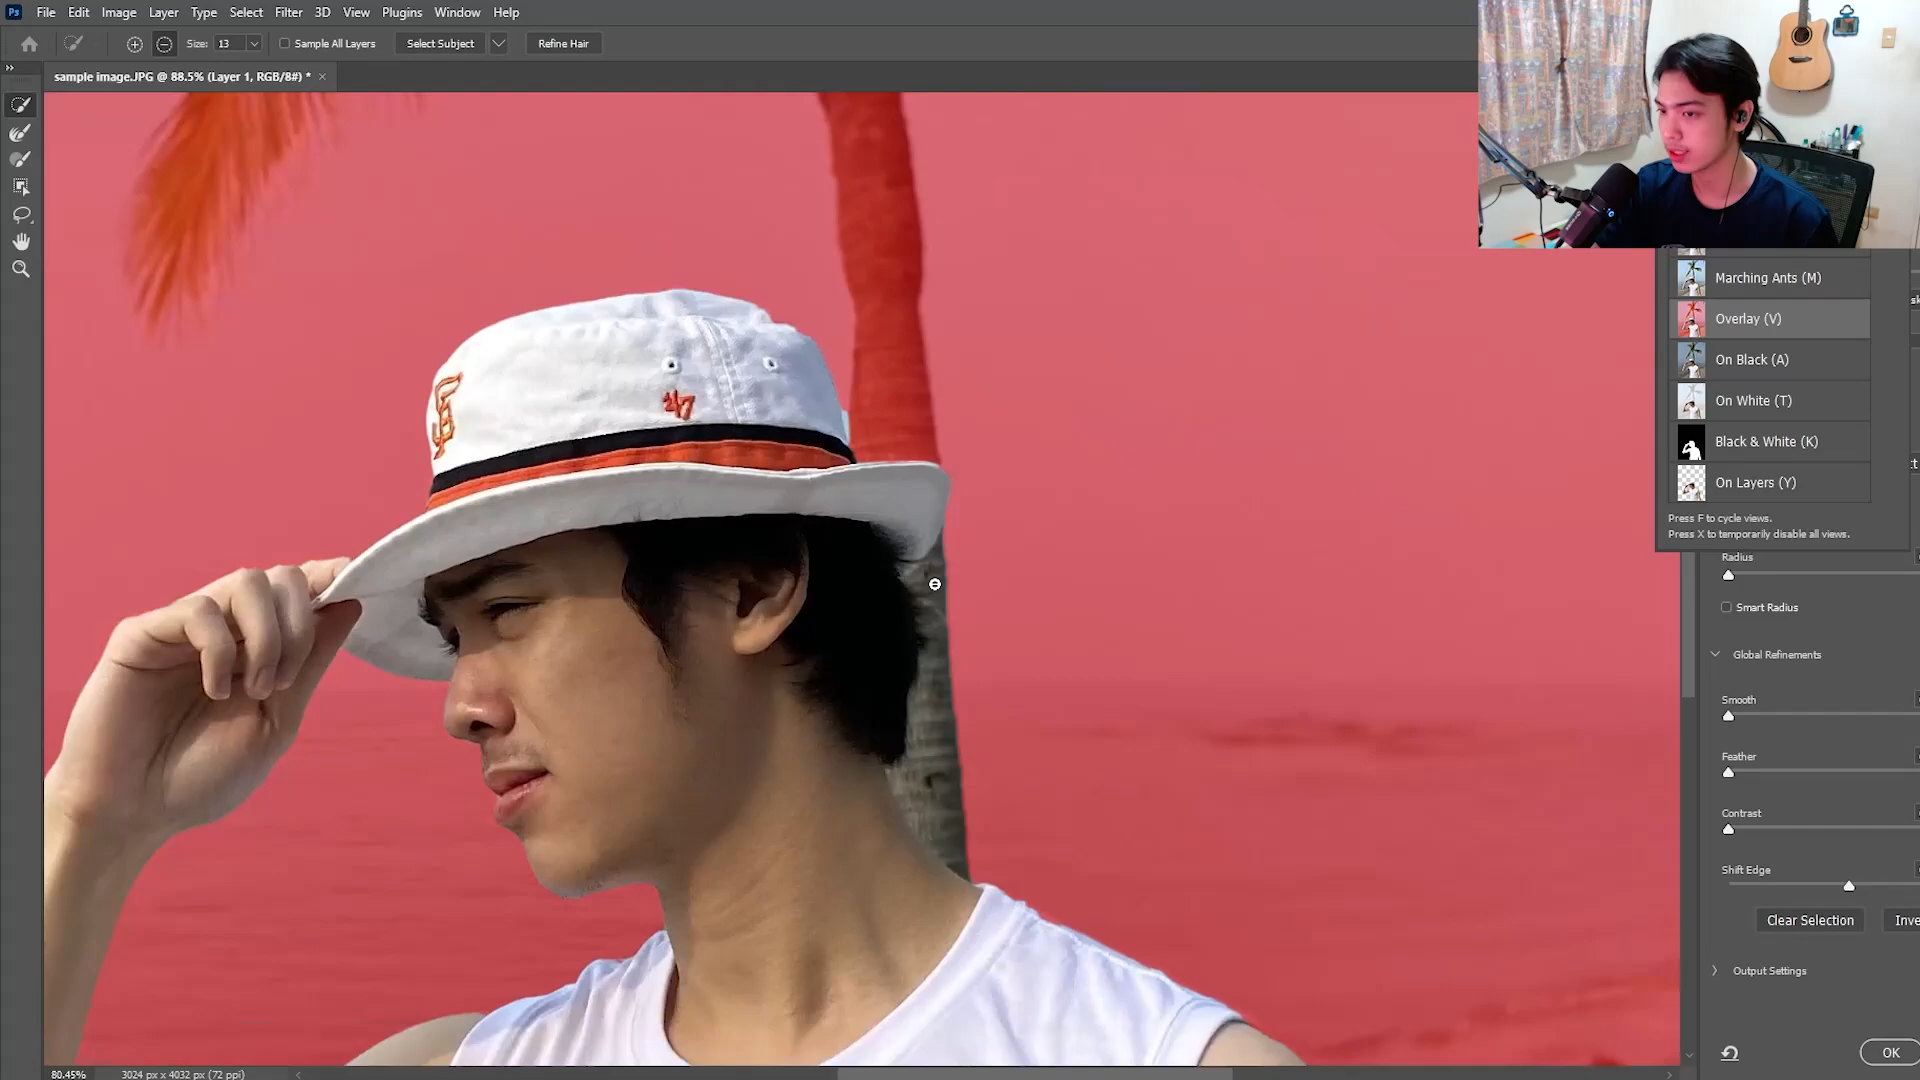 Ps File Edit Image Layer Type Select Filter 3D View Plugins Window Help
Size: 13 Sample All Layers Select Subject Refine Hair
sample image.JPG @ 88.5% (Layer 1, RGB/8#) * ×
Marching Ants (M)
Overlay (V)
On Black (A)
On White (T)
Black & White (K)
On Layers (Y)
Press F to cycle views.
Press X to temporarily disable all views.
Radius
Smart Radius
Global Refinements
Smooth
Feather
Contrast
Shift Edge
Clear Selection Inve
Output Settings
OK
SF
47
80.45% 3024 px x 4032 px (72 ppi)